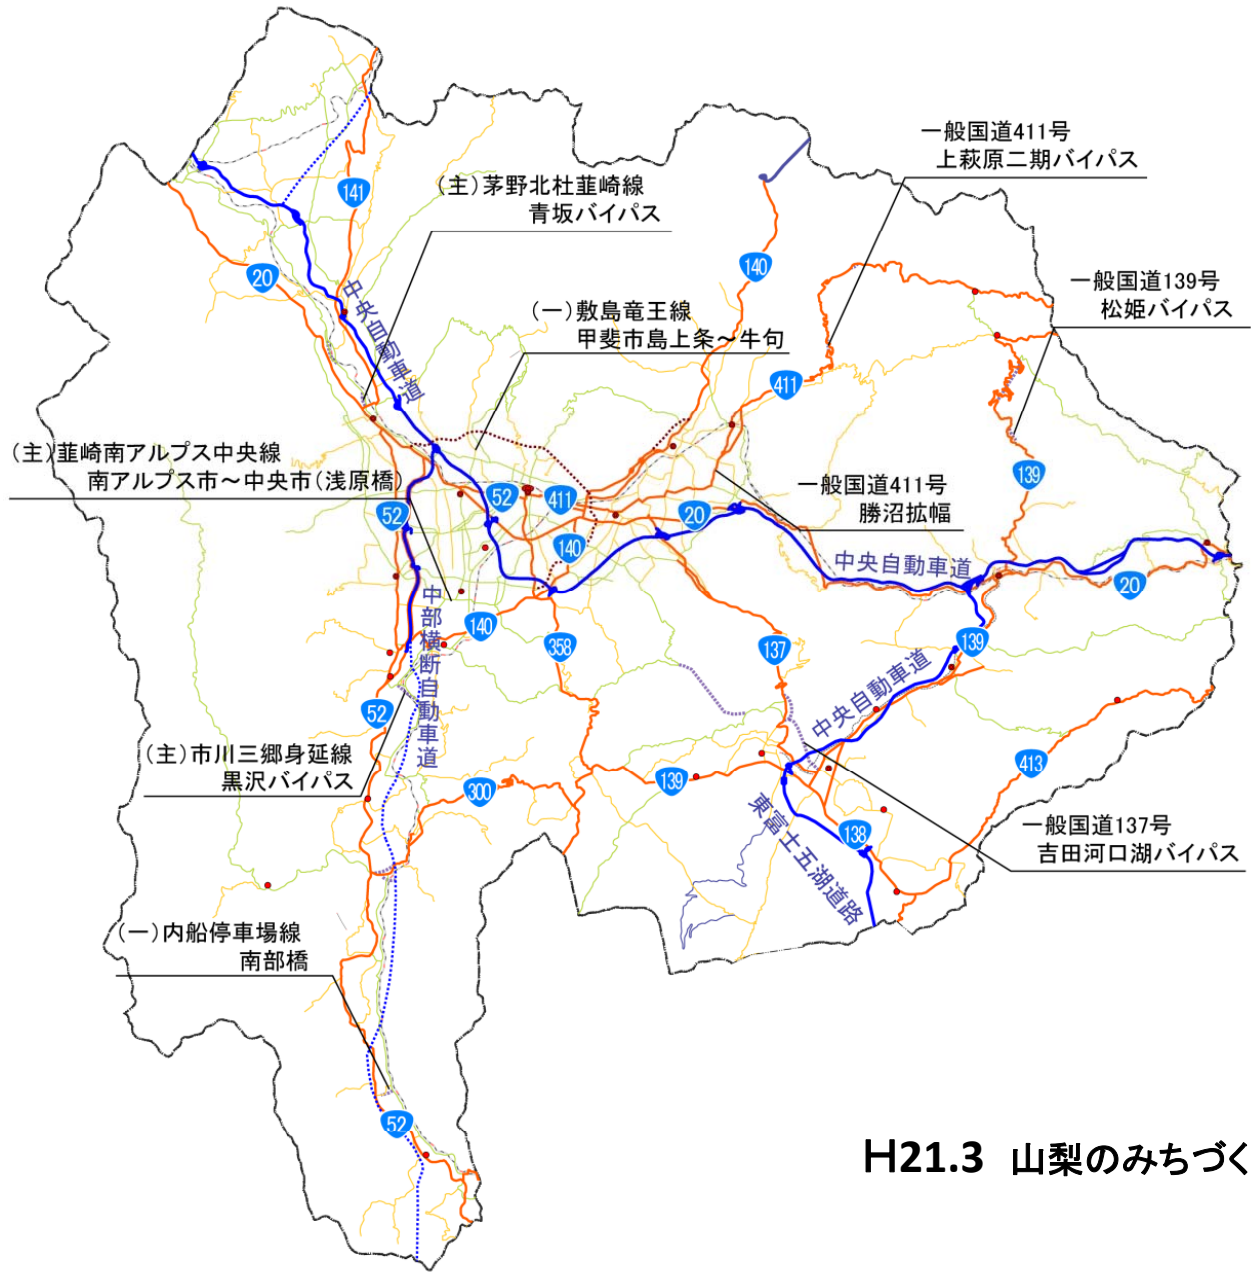 一般国道411号
上萩原二期バイパス
141
(主)茅野北杜韮崎線
青坂バイパス
140
20
一般国道139号
松姫バイパス
中央自動車道
(一)敷島竜王線
甲斐市島上条～牛句
411
(主)韮崎南アルプス中央線
南アルプス市～中央市(浅原橋)
139
一般国道411号
勝沼拡幅
52
411
52
20
140
中央自動車道
20
中部横断自動車道
140
358
137
139
中央自動車道
52
(主)市川三郷身延線
黒沢バイパス
413
139
300
東富士五湖道路
138
一般国道137号
吉田河口湖バイパス
(一)内船停車場線
南部橋
52
H21.3 山梨のみちづく